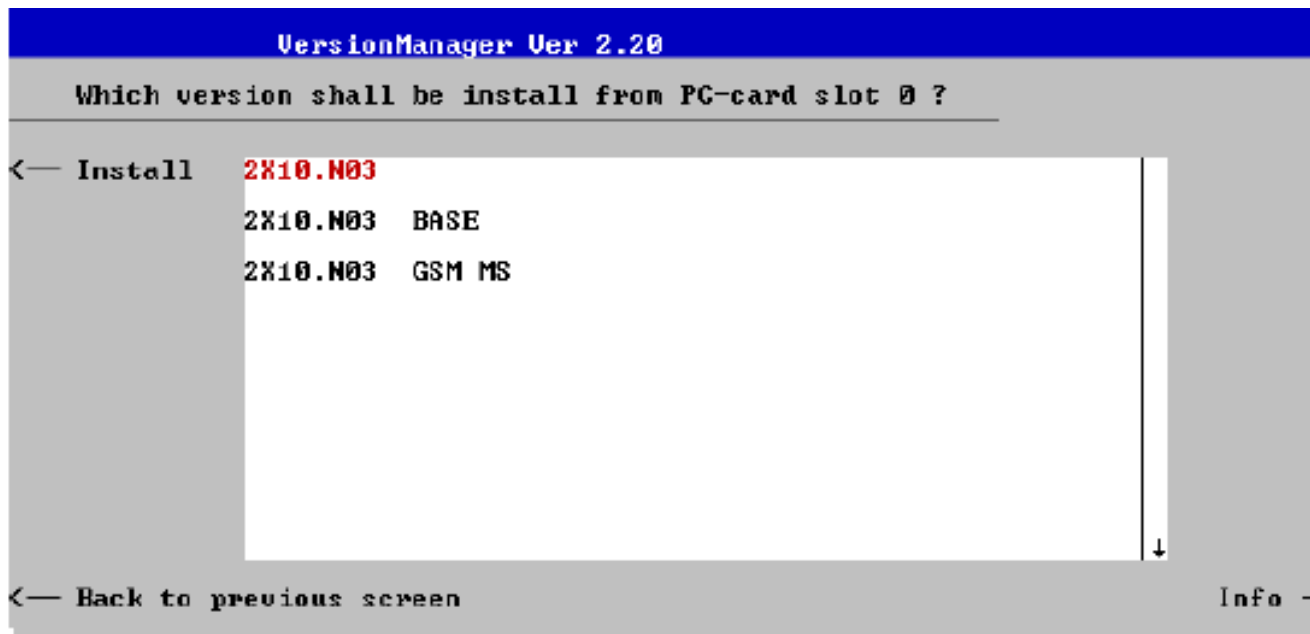 VersionManager Ver 2.20
Which version shall be install from PC-card slot 0 ?
<— Install 2X10.N03
2X10.N03 BASE
2X10.N03 GSM MS
↓
<— Back to previous screen Info -